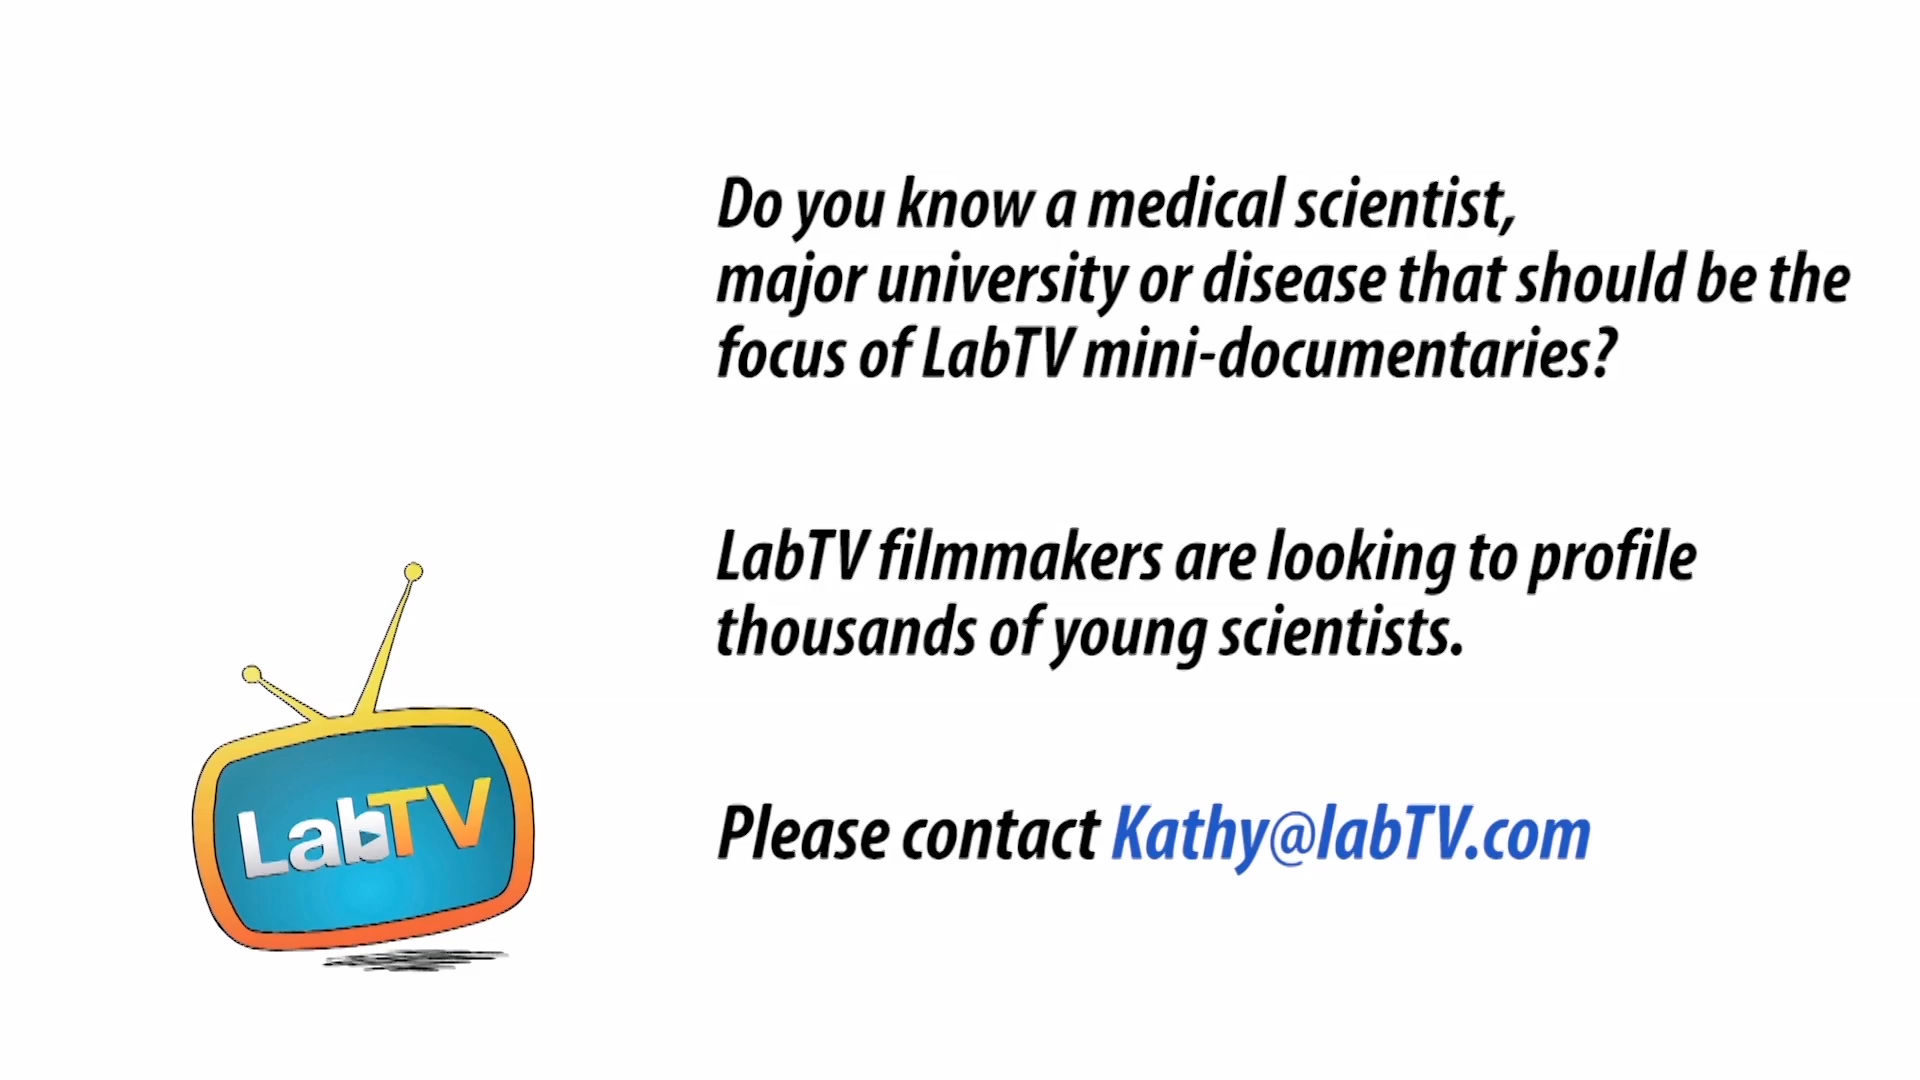 Do you know a medical scientist,
major university or disease that should be the
focus of LabTV mini-documentaries?
LabTV filmmakers are looking to profile
thousands of young scientists.
Please contact Kathy@labTV.com
LabTV